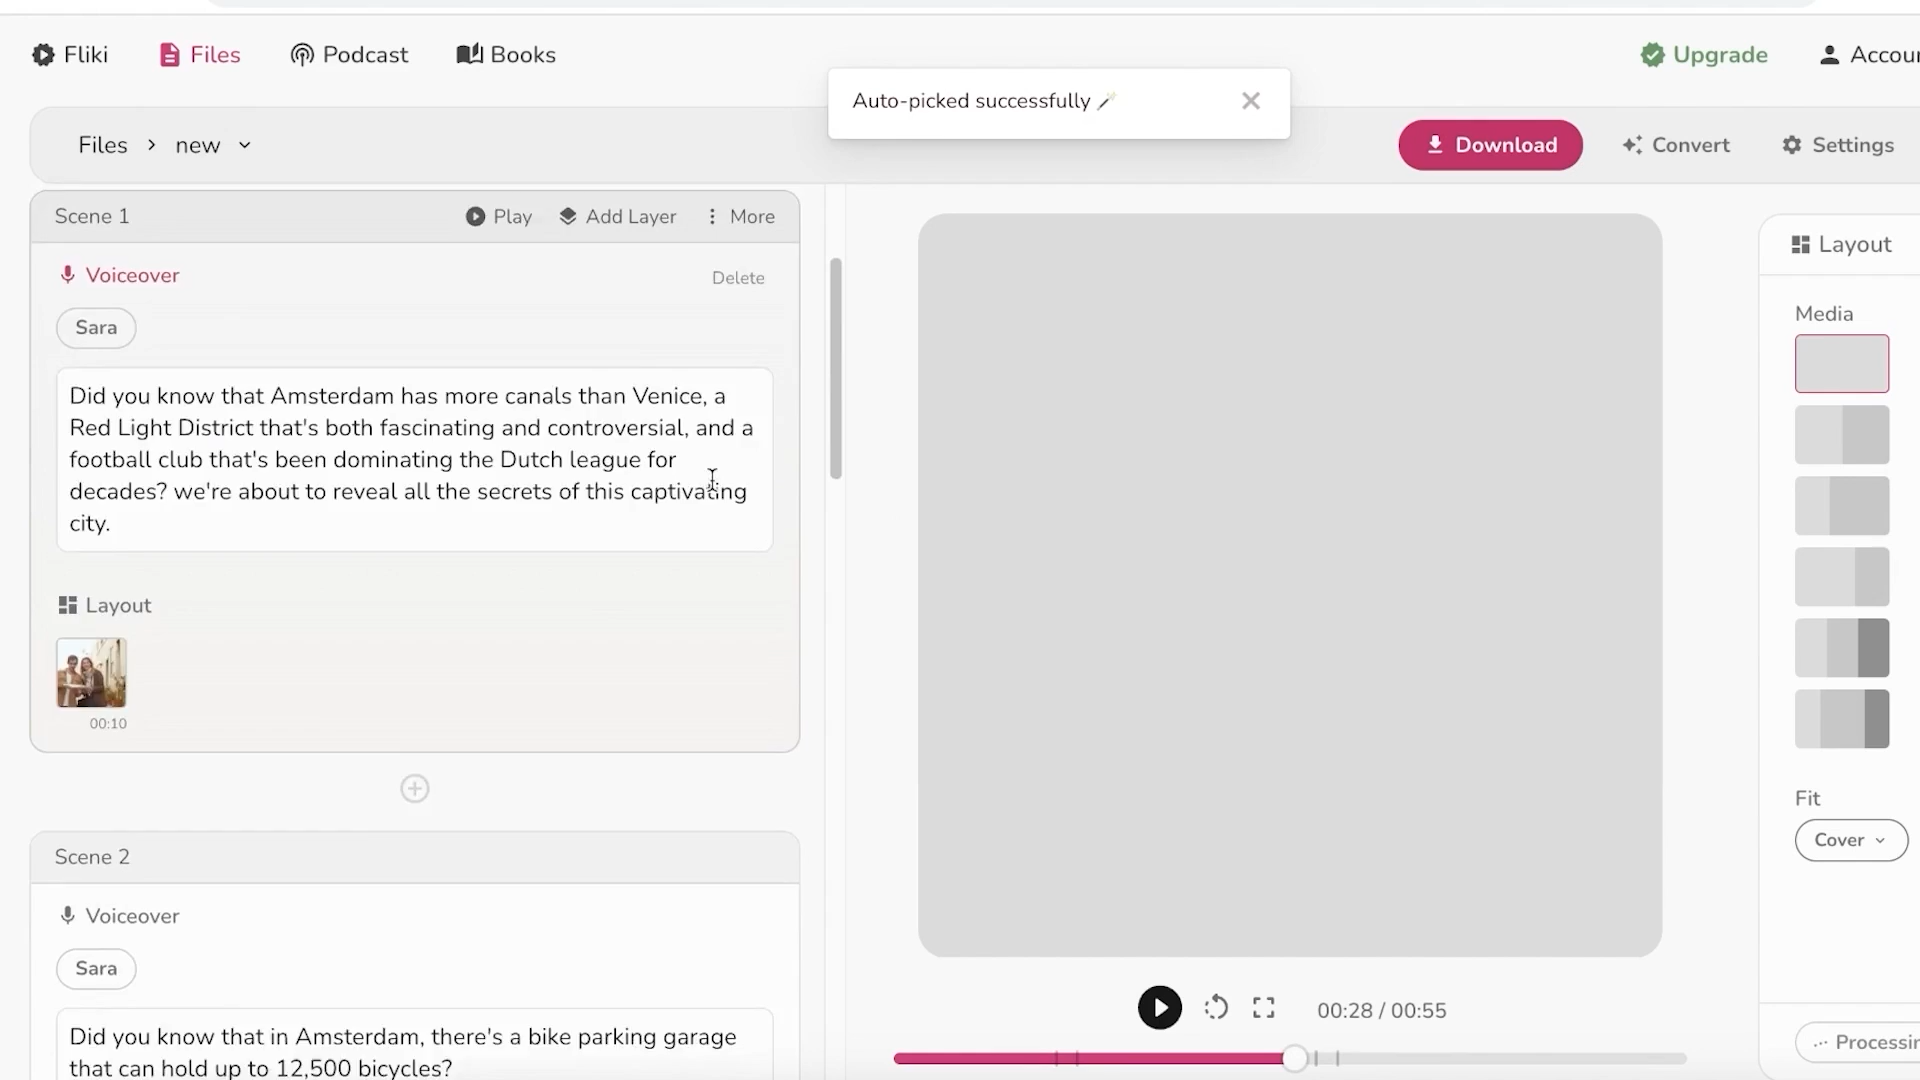 Fliki Files Podcast Books Upgrade Accou
Auto-picked successfully
Files > new Download Convert Settings
Scene 1 Play Add Layer More
Voiceover Delete
Sara
Did you know that Amsterdam has more canals than Venice, a
Red Light District that's both fascinating and controversial, and a
football club that's been dominating the Dutch league for
decades? we're about to reveal all the secrets of this captivating
city.
Layout
00:10
Scene 2
Voiceover
Sara
Did you know that in Amsterdam, there's a bike parking garage
that can hold up to 12,500 bicycles?
00:28 / 00:55
Layout
Media
Fit
Cover
Processin